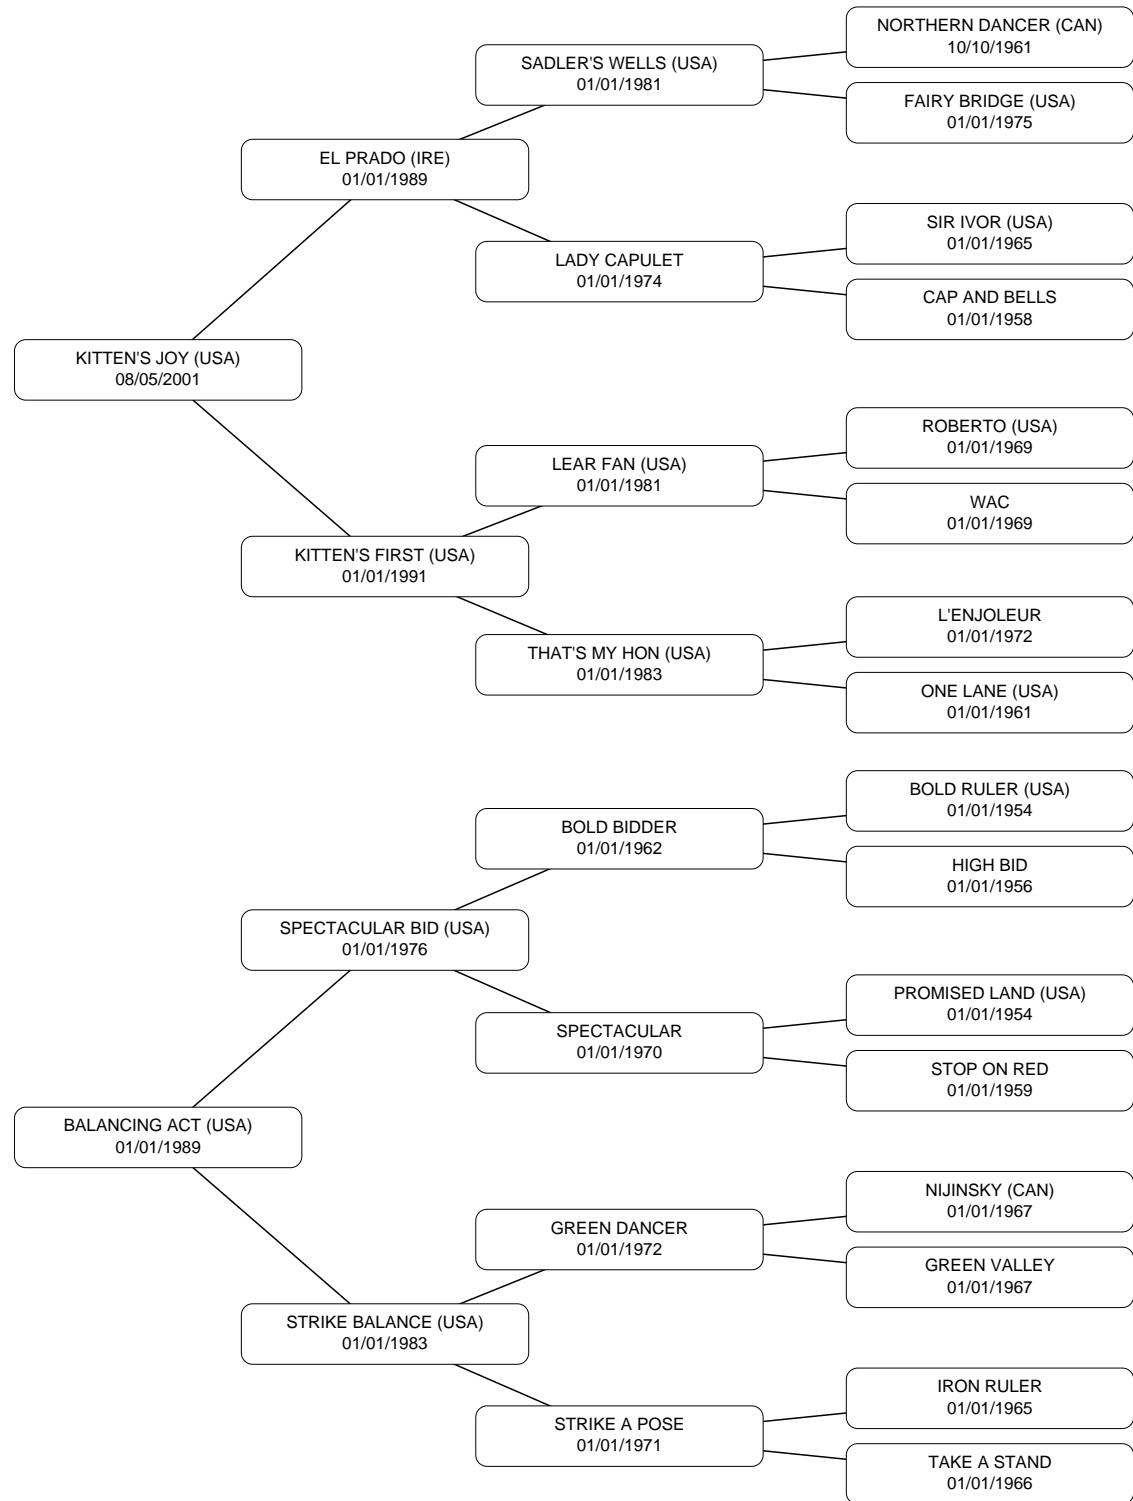 NORTHERN DANCER (CAN)
10/10/1961
SADLER'S WELLS (USA)
01/01/1981
FAIRY BRIDGE (USA)
01/01/1975
EL PRADO (IRE)
01/01/1989
SIR IVOR (USA)
01/01/1965
LADY CAPULET
01/01/1974
CAP AND BELLS
01/01/1958
KITTEN'S JOY (USA)
08/05/2001
ROBERTO (USA)
01/01/1969
LEAR FAN (USA)
01/01/1981
WAC
01/01/1969
KITTEN'S FIRST (USA)
01/01/1991
L'ENJOLEUR
01/01/1972
THAT'S MY HON (USA)
01/01/1983
ONE LANE (USA)
01/01/1961
BOLD RULER (USA)
01/01/1954
BOLD BIDDER
01/01/1962
HIGH BID
01/01/1956
SPECTACULAR BID (USA)
01/01/1976
PROMISED LAND (USA)
01/01/1954
SPECTACULAR
01/01/1970
STOP ON RED
01/01/1959
BALANCING ACT (USA)
01/01/1989
NIJINSKY (CAN)
01/01/1967
GREEN DANCER
01/01/1972
GREEN VALLEY
01/01/1967
STRIKE BALANCE (USA)
01/01/1983
IRON RULER
01/01/1965
STRIKE A POSE
01/01/1971
TAKE A STAND
01/01/1966